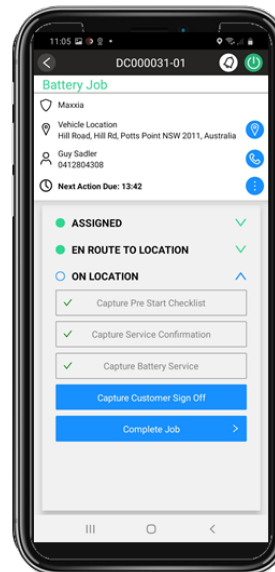 11:05
DC000031-01
Battery Job
Maxxia
Vehicle Location
Hill Road, Hill Rd, Potts Point NSW 2011, Australia
Guy Sadler
0412804308
Next Action Due: 13:42
ASSIGNED
EN ROUTE TO LOCATION
ON LOCATION
Capture Pre Start Checklist
Capture Service Confirmation
Capture Battery Service
Capture Customer Sign Off
Complete Job